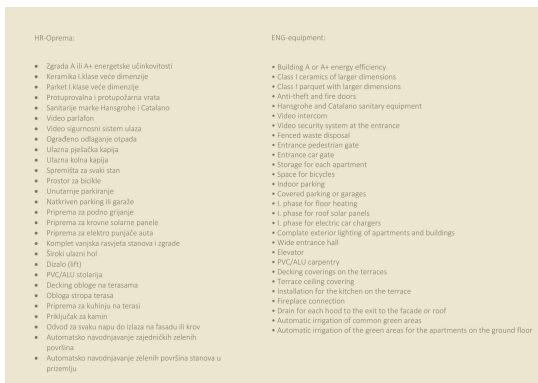 HR-Oprema:
● Zgrada A ili A+ energetske učinkovitosti
● Keramika I.klase veće dimenzije
● Parket I.klase veće dimenzije
● Protuprovalna i protupožarna vrata
● Sanitarije marke Hansgrohe i Catalano
● Video parlafon
● Video sigurnosni sistem ulaza
● Ograđeno odlaganje otpada
● Ulazna pješačka kapija
● Ulazna kolna kapija
● Spremišta za svaki stan
● Prostor za bicikle
● Unutarnje parkiranje
● Natkriven parking ili garaže
● Priprema za podno grijanje
● Priprema za krovne solarne panele
● Priprema za elektro punjače auta
● Komplet vanjska rasvjeta stanova i zgrade
● Široki ulazni hol
● Dizalo (lift)
● PVC/ALU stolarija
● Decking obloge na terasama
● Obloga stropa terasa
● Priprema za kuhinju na terasi
● Priključak za kamin
● Odvod za svaku napu do izlaza na fasadu ili krov
● Automatsko navodnjavanje zajedničkih zelenih
površina
● Automatsko navodnjavanje zelenih površina stanova u
prizemlju
ENG-equipment:
• Building A or A+ energy efficiency
• Class I ceramics of larger dimensions
• Class I parquet with larger dimensions
• Anti-theft and fire doors
• Hansgrohe and Catalano sanitary equipment
• Video intercom
• Video security system at the entrance
• Fenced waste disposal
• Entrance pedestrian gate
• Entrance car gate
• Storage for each apartment
• Space for bicycles
• Indoor parking
• Covered parking or garages
• I. phase for floor heating
• I. phase for roof solar panels
• I. phase for electric car chargers
• Complate exterior lighting of apartments and buildings
• Wide entrance hall
• Elevator
• PVC/ALU carpentry
• Decking coverings on the terraces
• Terrace ceiling covering
• Installation for the kitchen on the terrace
• Fireplace connection
• Drain for each hood to the exit to the facade or roof
• Automatic irrigation of common green areas
• Automatic irrigation of the green areas for the apartments on the ground floor